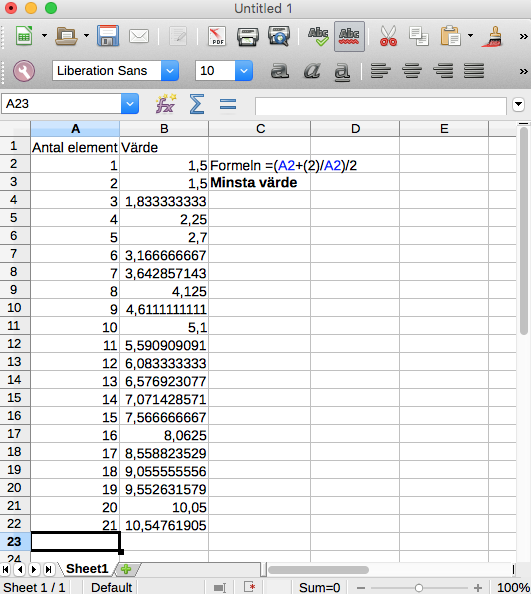 Untitled 1
PDF
Abc Abc
Liberation Sans 10 a a a
A23 fx Σ =
A B C D E
1 Antal element Värde
2 1 1,5 Formeln =(A2+(2)/A2)/2
3 2 1,5 Minsta värde
4 3 1,833333333
5 4 2,25
6 5 2,7
7 6 3,166666667
8 7 3,642857143
9 8 4,125
10 9 4,6111111111
11 10 5,1
12 11 5,590909091
13 12 6,083333333
14 13 6,576923077
15 14 7,071428571
16 15 7,566666667
17 16 8,0625
18 17 8,558823529
19 18 9,055555556
20 19 9,552631579
21 20 10,05
22 21 10,54761905
23
24
Sheet1
Sheet 1 / 1 Default Sum=0 100%